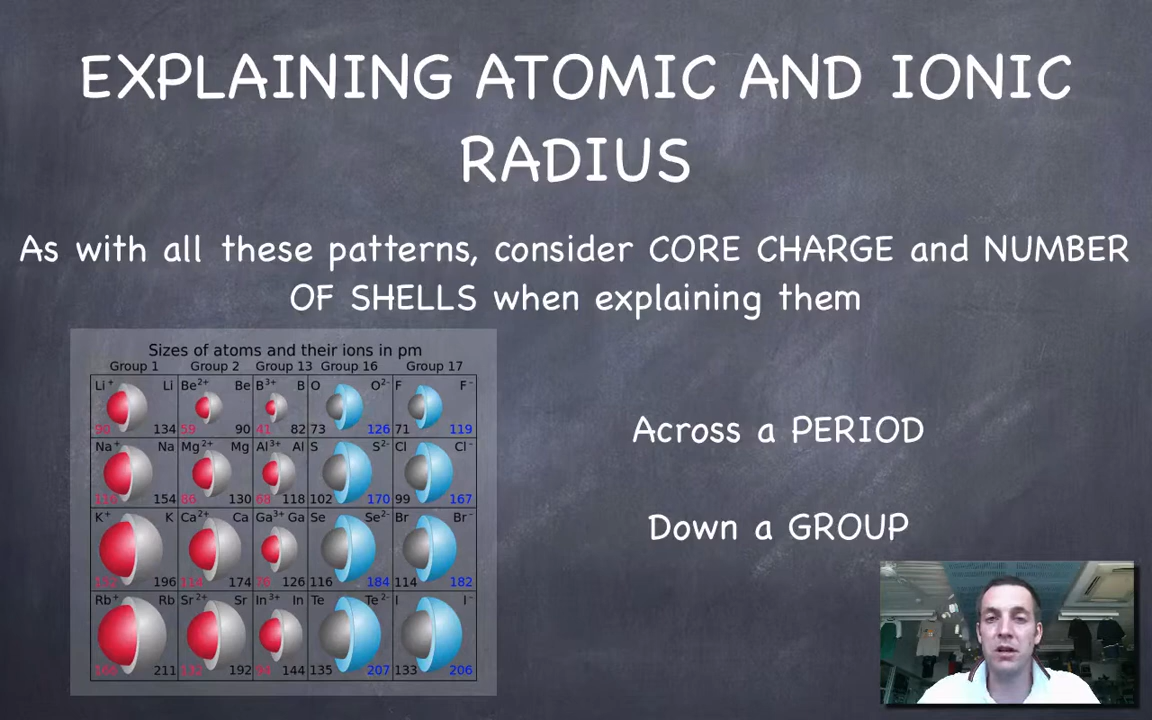 EXPLAINING ATOMIC AND IONIC
RADIUS
As with all these patterns, consider CORE CHARGE and NUMBER
OF SHELLS when explaining them
Sizes of atoms and their ions in pm
Group 1 Group 2 Group 13 Group 16 Group 17
Li⁺ Li Be²⁺ Be B³⁺ B O O²⁻ F F⁻
90 134 59 90 41 82 73 126 71 119
Na⁺ Na Mg²⁺ Mg Al³⁺ Al S S²⁻ Cl Cl⁻
116 154 86 130 68 118 102 170 99 167
K⁺ K Ca²⁺ Ca Ga³⁺ Ga Se Se²⁻ Br Br⁻
196 114 174 76 126 116 184 114 182
Rb⁺ Rb Sr²⁺ Sr In³⁺ In Te Te²⁻ I I⁻
211 192 144 135 207 133 206
Across a PERIOD
Down a GROUP